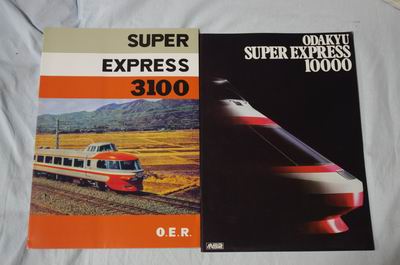 SUPER
EXPRESS
3100
O.E.R.
ODAKYU
SUPER EXPRESS
10000